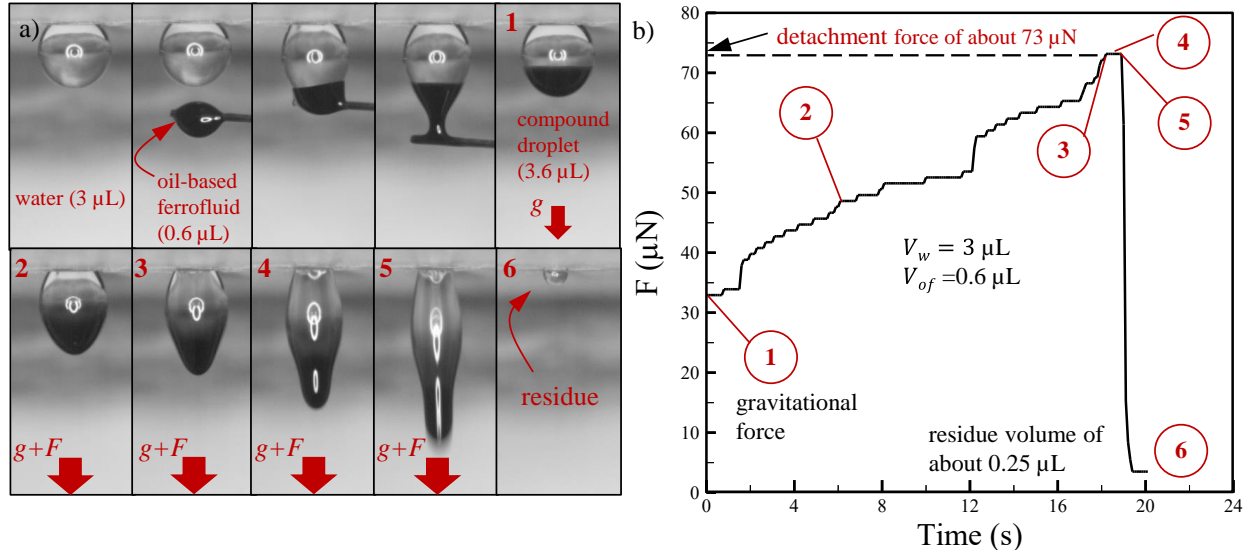 a)
1
water (3 µL)
oil-based
ferrofluid
(0.6 µL)
compound
droplet
(3.6 µL)
g
2
3
4
5
6
residue
g+F
g+F
g+F
g+F
b)
80
70
60
50
40
30
20
10
0
F (µN)
detachment force of about 73 µN
4
2
3
5
V_w = 3 µL
V_of =0.6 µL
1
gravitational
force
residue volume of
about 0.25 µL
6
0
4
8
12
16
20
24
Time (s)